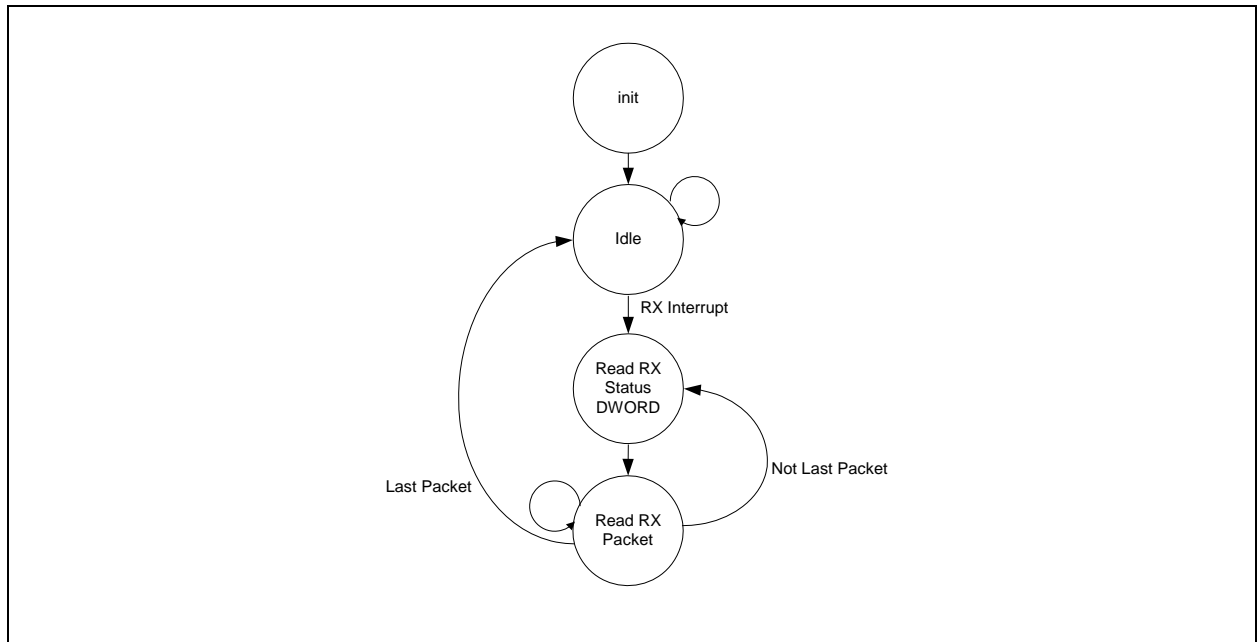 init
Idle
RX Interrupt
Read RX
Status
DWORD
Not Last Packet
Last Packet
Read RX
Packet